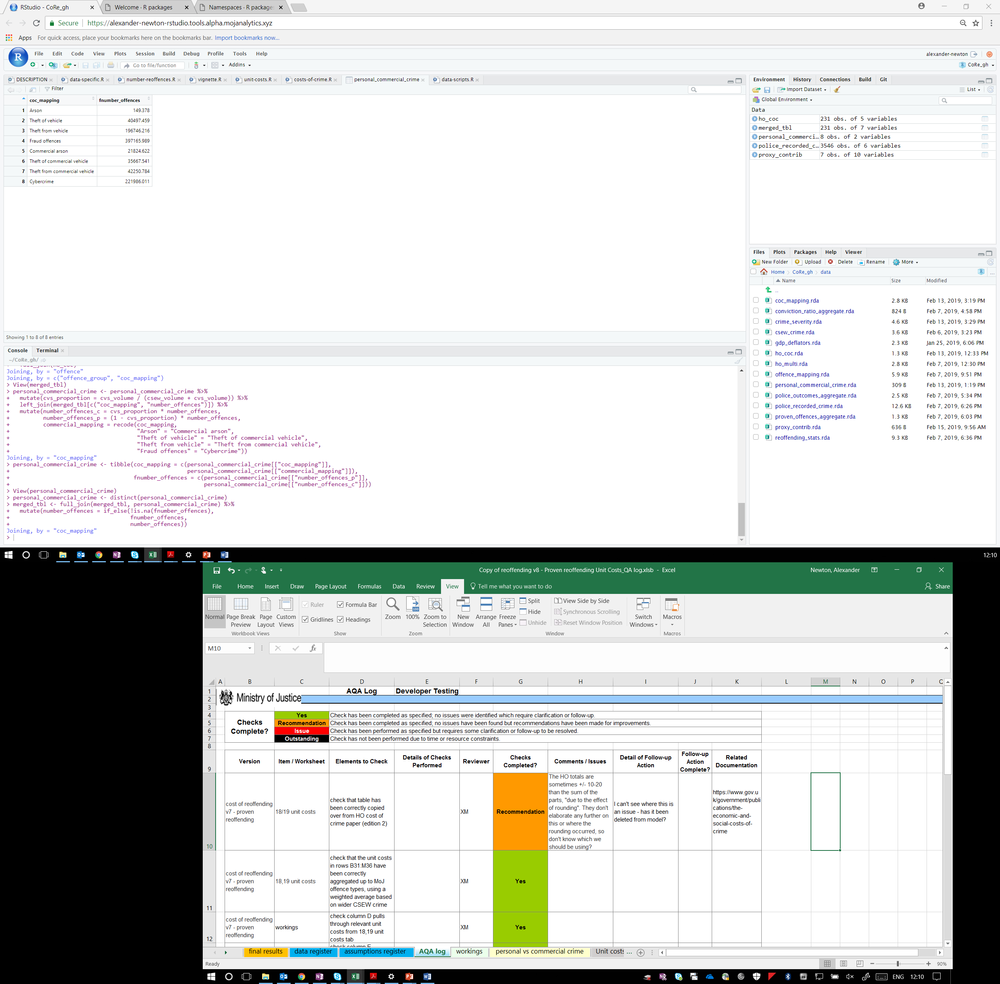 RStudio - CoRe_gh
Welcome · R packages
Namespaces · R package
Secure
https://alexander-newton-rstudio.tools.alpha.mojanalytics.xyz
Apps For quick access, place your bookmarks here on the bookmarks bar. Import bookmarks now...
File Edit Code View Plots Session Build Debug Profile Tools Help
alexander-newton
Go to file/function
Addins
CoRe_gh
DESCRIPTION data-specific.R number-reoffences.R vignette.R unit-costs.R costs-of-crime.R personal_commercial_crime data-scripts.R
Filter
coc_mapping fnumber_offences
1 Arson 149.378
2 Theft of vehicle 40497.459
3 Theft from vehicle 196746.216
4 Fraud offences 397165.989
5 Commercial arson 21824.622
6 Theft of commercial vehicle 35667.541
7 Theft from commercial vehicle 42250.784
8 Cybercrime 221986.011
Showing 1 to 8 of 8 entries
Console Terminal
~/CoRe_gh/
Joining, by = "offence"
Joining, by = c("offence_group", "coc_mapping")
> View(merged_tbl)
> personal_commercial_crime <- personal_commercial_crime %>%
+ mutate(cvs_proportion = cvs_volume / (csew_volume + cvs_volume)) %>%
+ left_join(merged_tbl[c("coc_mapping", "number_offences")]) %>%
+ mutate(number_offences_c = cvs_proportion * number_offences,
+ number_offences_p = (1 - cvs_proportion) * number_offences,
+ commercial_mapping = recode(coc_mapping,
+ "Arson" = "Commercial arson",
+ "Theft of vehicle" = "Theft of commercial vehicle",
+ "Theft from vehicle" = "Theft from commercial vehicle",
+ "Fraud offences" = "Cybercrime"))
Joining, by = "coc_mapping"
> personal_commercial_crime <- tibble(coc_mapping = c(personal_commercial_crime[["coc_mapping"]],
+ personal_commercial_crime[["commercial_mapping"]]),
+ fnumber_offences = c(personal_commercial_crime[["number_offences_p"]],
+ personal_commercial_crime[["number_offences_c"]]))
> View(personal_commercial_crime)
> personal_commercial_crime <- distinct(personal_commercial_crime)
> merged_tbl <- full_join(merged_tbl, personal_commercial_crime) %>%
+ mutate(number_offences = if_else(!is.na(fnumber_offences),
+ fnumber_offences,
+ number_offences))
Joining, by = "coc_mapping"
>
Environment History Connections Build Git
Import Dataset
List
Global Environment
Data
ho_coc 231 obs. of 5 variables
merged_tbl 231 obs. of 7 variables
personal_commerci... 8 obs. of 2 variables
police_recorded_c... 3546 obs. of 6 variables
proxy_contrib 7 obs. of 10 variables
Files Plots Packages Help Viewer
New Folder Upload Delete Rename More
Home CoRe_gh data
Name Size Modified
..
coc_mapping.rda 2.8 KB Feb 13, 2019, 3:19 PM
conviction_ratio_aggregate.rda 824 B Feb 7, 2019, 4:58 PM
crime_severity.rda 4.6 KB Feb 13, 2019, 3:29 PM
csew_crime.rda 3.6 KB Feb 6, 2019, 3:23 PM
gdp_deflators.rda 2.3 KB Jan 25, 2019, 6:06 PM
ho_coc.rda 1.3 KB Feb 13, 2019, 12:33 PM
ho_multi.rda 2.8 KB Feb 7, 2019, 12:30 PM
offence_mapping.rda 5.9 KB Feb 7, 2019, 9:51 PM
personal_commercial_crime.rda 309 B Feb 13, 2019, 1:19 PM
police_outcomes_aggregate.rda 2.5 KB Feb 7, 2019, 5:34 PM
police_recorded_crime.rda 12.6 KB Feb 7, 2019, 6:26 PM
proven_offences_aggregate.rda 1.3 KB Feb 7, 2019, 6:03 PM
proxy_contrib.rda 636 B Feb 15, 2019, 9:56 AM
reoffending_stats.rda 9.3 KB Feb 7, 2019, 6:36 PM
12:10
Copy of reoffending v8 - Proven reoffending Unit Costs_QA log.xlsb - Excel
Newton, Alexander
File Home Insert Draw Page Layout Formulas Data Review View Tell me what you want to do
Share
Normal
Page Break Preview
Page Layout
Custom Views
Workbook Views
Ruler Formula Bar
Gridlines Headings
Show
Zoom
100%
Zoom to Selection
Zoom
New Window
Arrange All
Freeze Panes
Split
Hide
Unhide
View Side by Side
Synchronous Scrolling
Reset Window Position
Window
Switch Windows
Macros
Macros
M10
fx
A B C D E F G H I J K L M N O P Q
1 AQA Log Developer Testing
2 Ministry of Justice
3
4 Yes Check has been completed as specified; no issues were identified which require clarification or follow-up.
Checks Complete?
5 Recommendation Check has been completed as specified; no issues have been found but recommendations have been made for improvements.
6 Issue Check has been performed as specified but requires some clarification or follow-up to be resolved.
7 Outstanding Check has not been performed due to time or resource constraints.
8
9
Version
Item / Worksheet
Elements to Check
Details of Checks Performed
Reviewer
Checks Completed?
Comments / Issues
Detail of Follow-up Action
Follow-up Action Complete?
Related Documentation
10
cost of reoffending
v7 - proven
reoffending
18/19 unit costs
check that table has
been correctly copied
over from HO cost of
crime paper (edition 2)
XM
Recommendation
The HO totals are
sometimes +/- 10-20
than the sum of the
parts, "due to the effect
of rounding". They don't
elaborate any further on
this or where the
rounding occurred, so
don't know which we
should be using?
I can't see where this is
an issue - has it been
deleted from model?
https://www.gov.u
k/government/publi
cations/the-
economic-and-
social-costs-of-
crime
11
cost of reoffending
v7 - proven
reoffending
18,19 unit costs
check that the unit costs
in rows B31:M36 have
been correctly
aggregated up to MoJ
offence types, using a
weighted average based
on wider CSEW crime
XM
Yes
12
cost of reoffending
v7 - proven
reoffending
workings
check column D pulls
through relevant unit
costs from 18,19 unit
costs tab
XM
Yes
final results data register assumptions register AQA log workings personal vs commercial crime Unit costs ...
Ready
90%
ENG 12:10